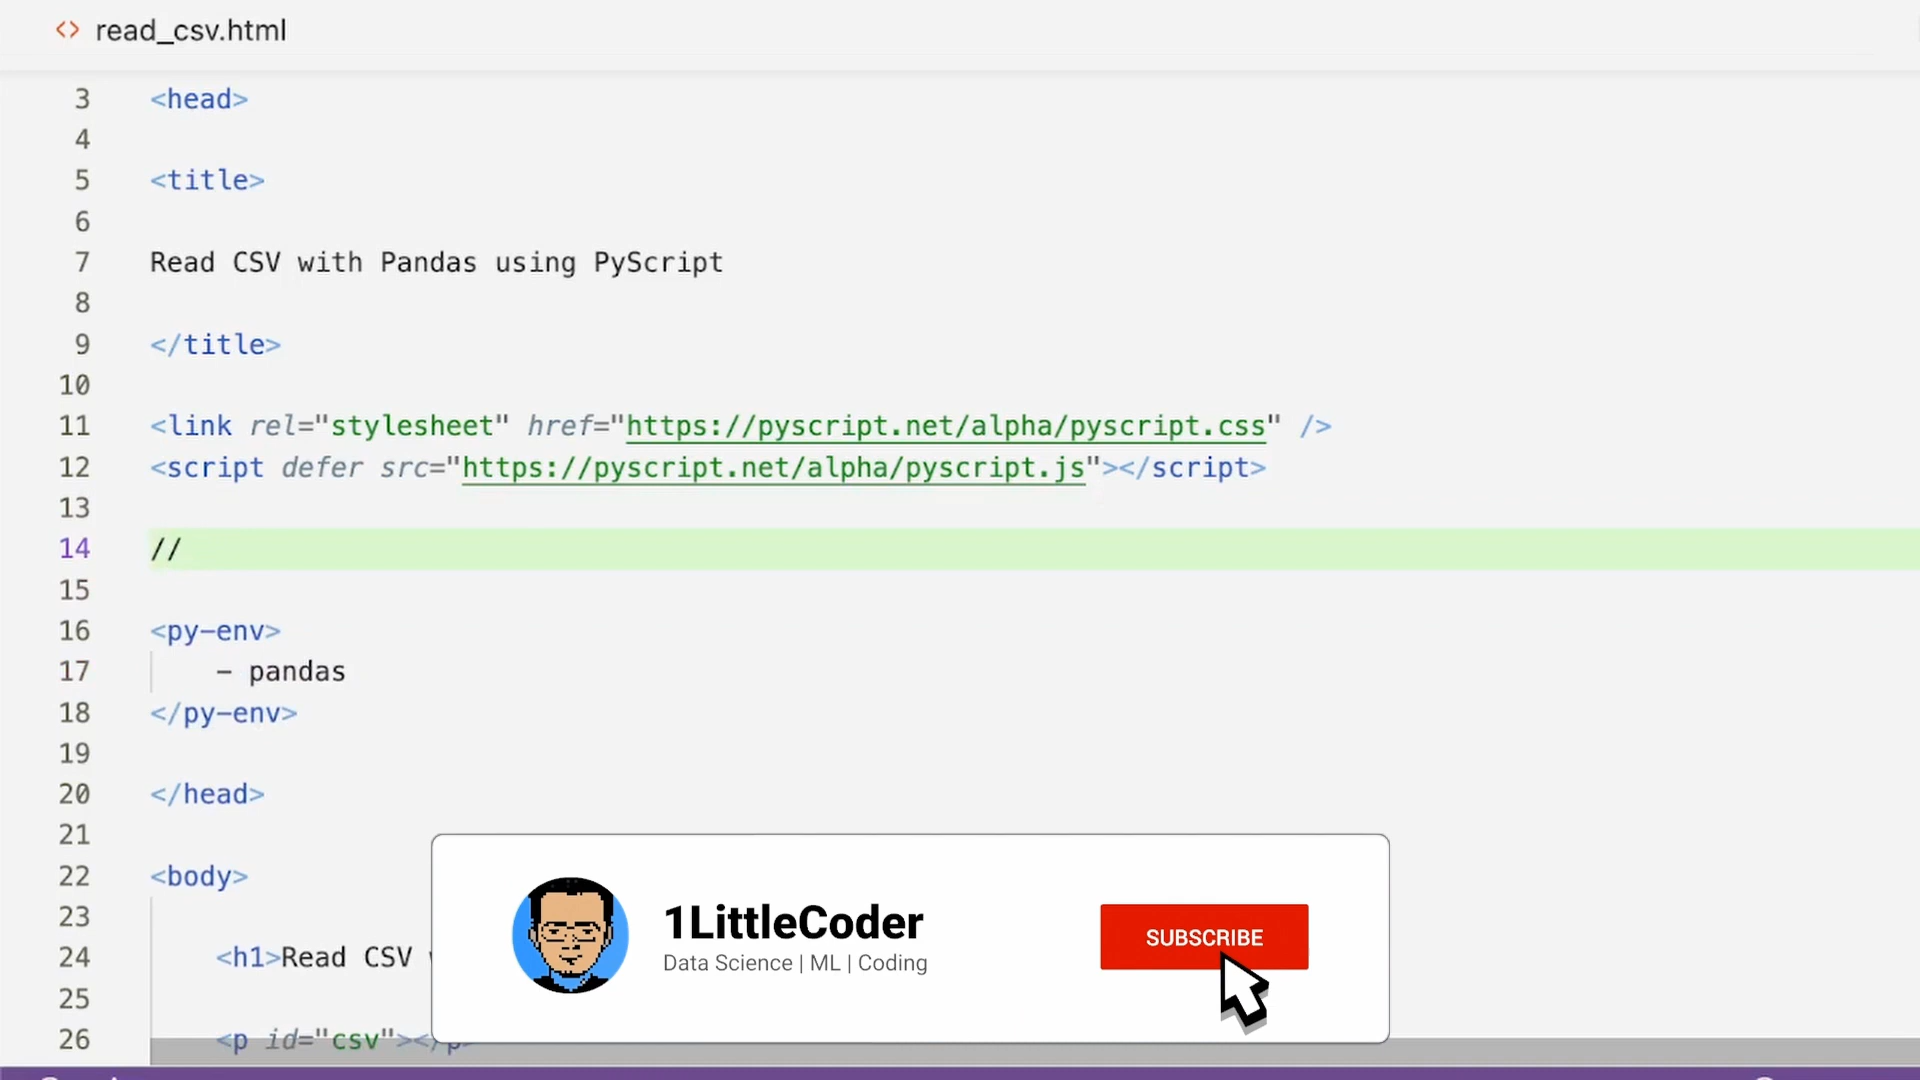 <> read_csv.html
3 <head>
4
5 <title>
6
7 Read CSV with Pandas using PyScript
8
9 </title>
10
11 <link rel="stylesheet" href="https://pyscript.net/alpha/pyscript.css" />
12 <script defer src="https://pyscript.net/alpha/pyscript.js"></script>
13
14 //
15
16 <py-env>
17 - pandas
18 </py-env>
19
20 </head>
21
22 <body>
23
24 <h1>Read CSV
25
26 <p id="csv"></p>
1LittleCoder
Data Science | ML | Coding
SUBSCRIBE